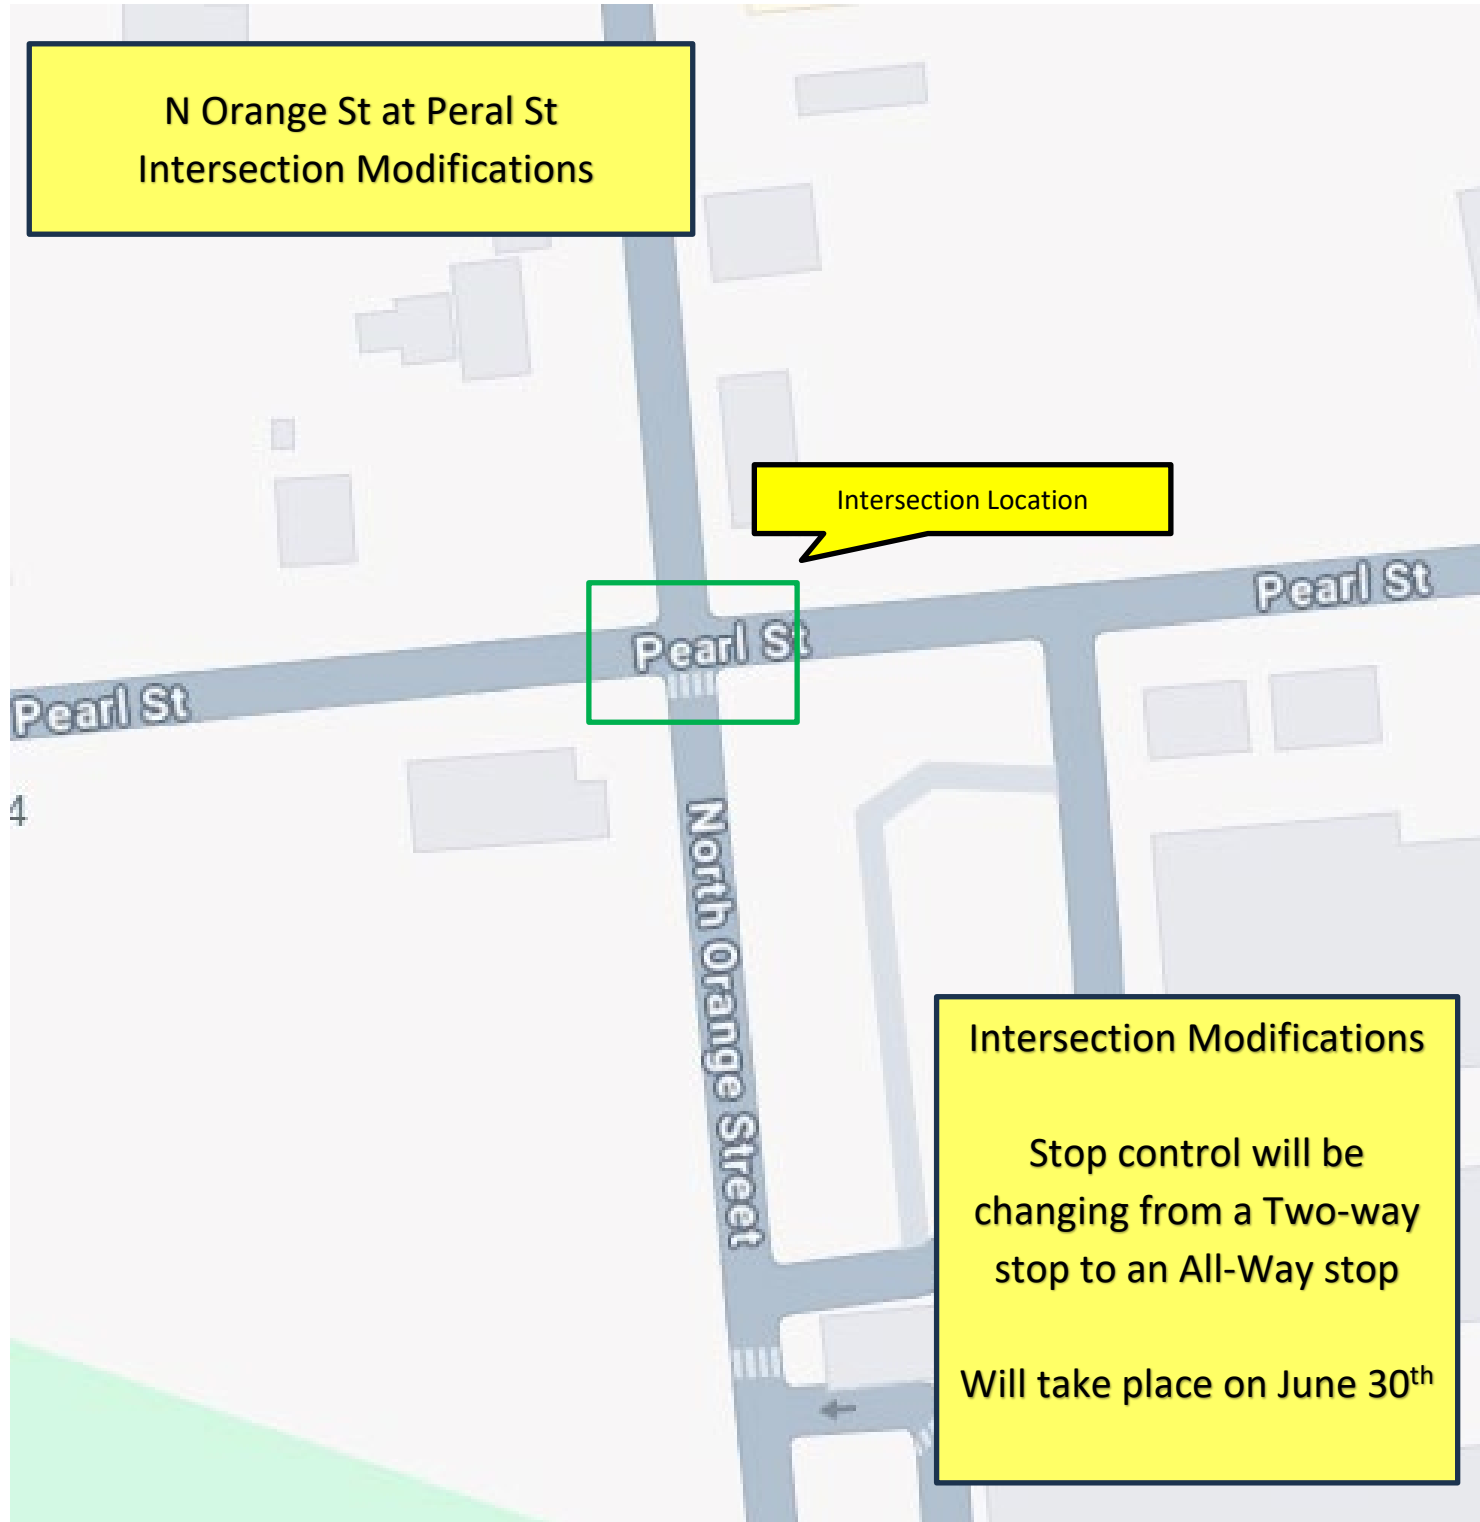 N Orange St at Peral St
Intersection Modifications
Intersection Location
Pearl St
Pearl St
Pearl St
4
North Orange Street
Intersection Modifications
Stop control will be
changing from a Two-way
stop to an All-Way stop
Will take place on June 30th